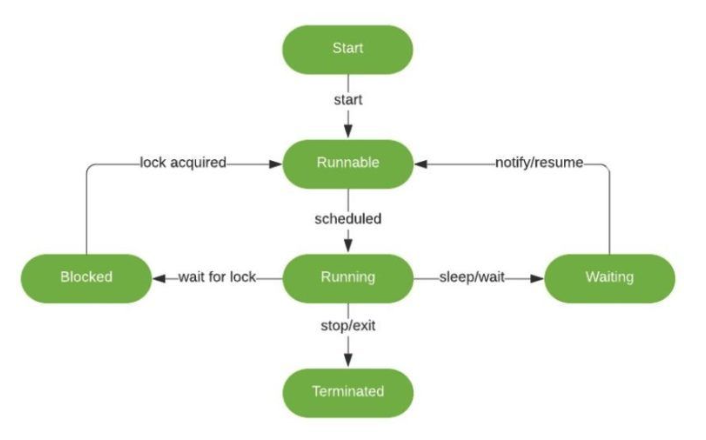 Start
start
lock acquired
Runnable
notify/resume
scheduled
Blocked
wait for lock
Running
sleep/wait
Waiting
stop/exit
Terminated